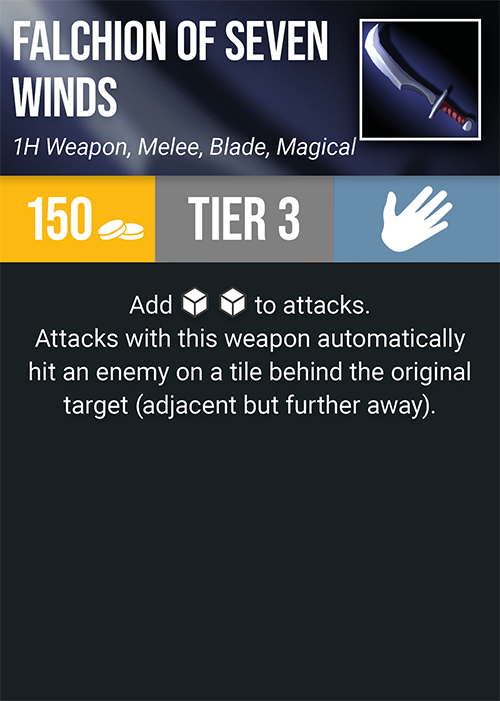 FALCHION OF SEVEN
WINDS
1H Weapon, Melee, Blade, Magical
150
TIER 3
Add to attacks.
Attacks with this weapon automatically
hit an enemy on a tile behind the original
target (adjacent but further away).